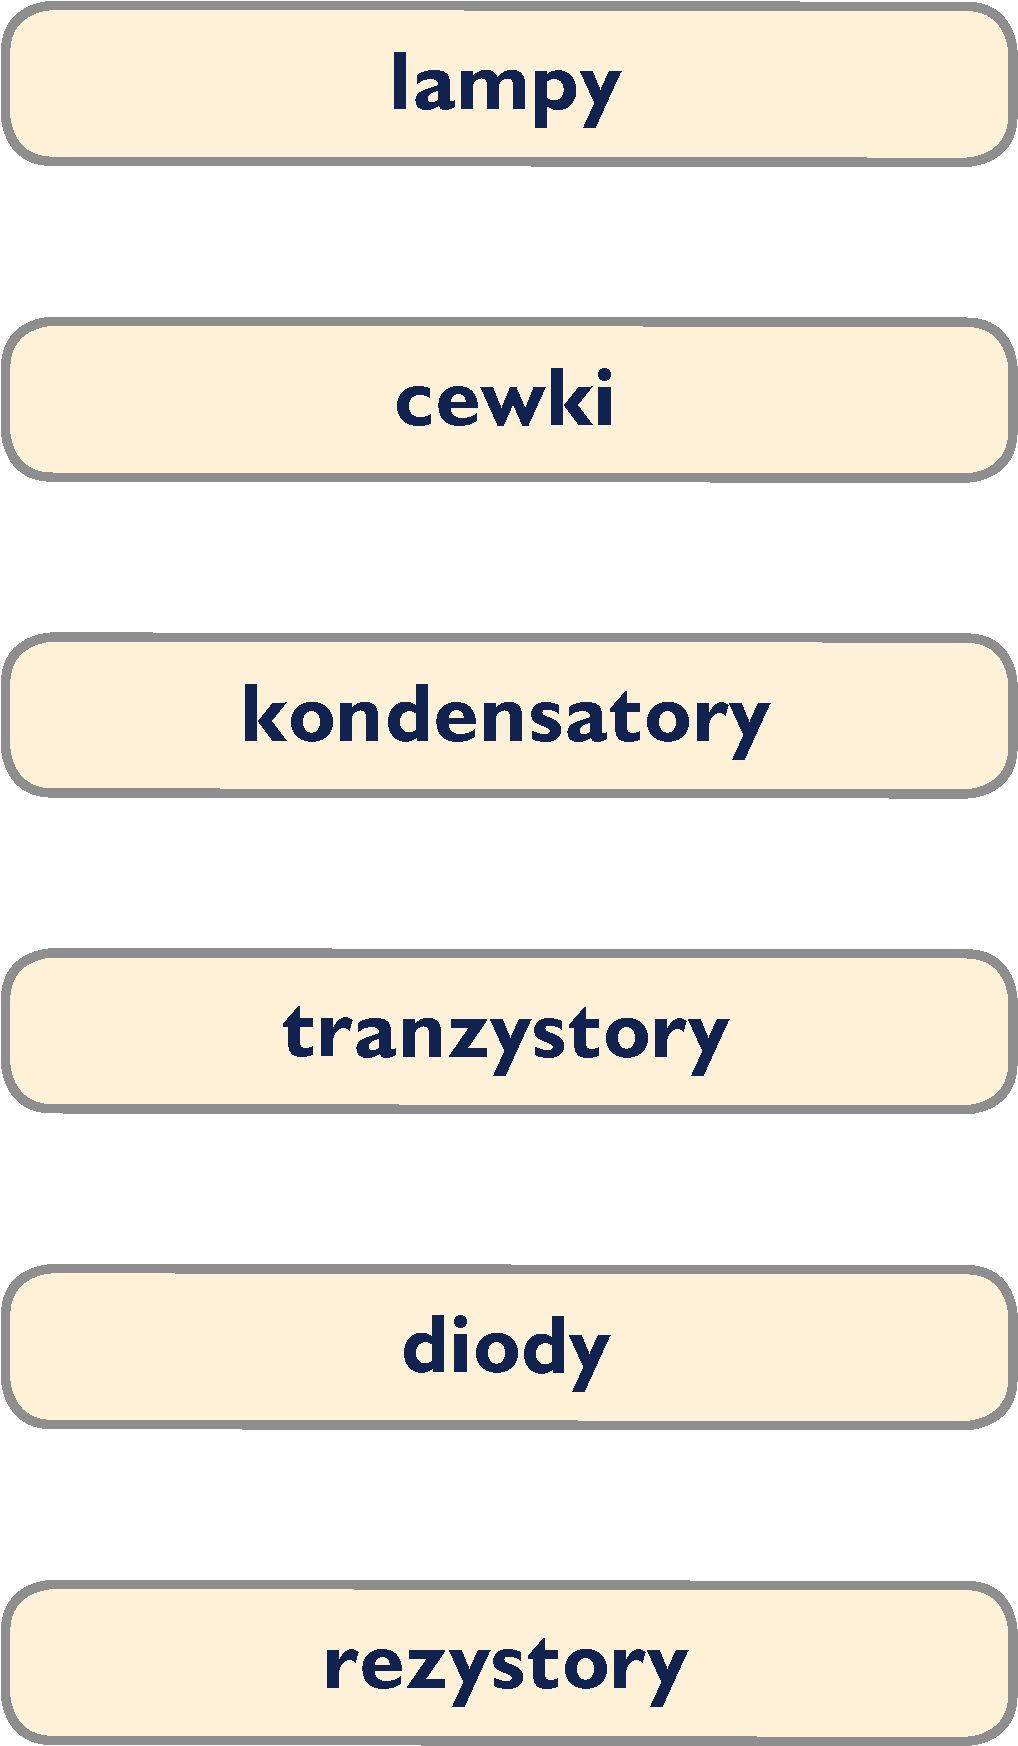 lampy
cewki
kondensatory
tranzystory
diody
rezystory